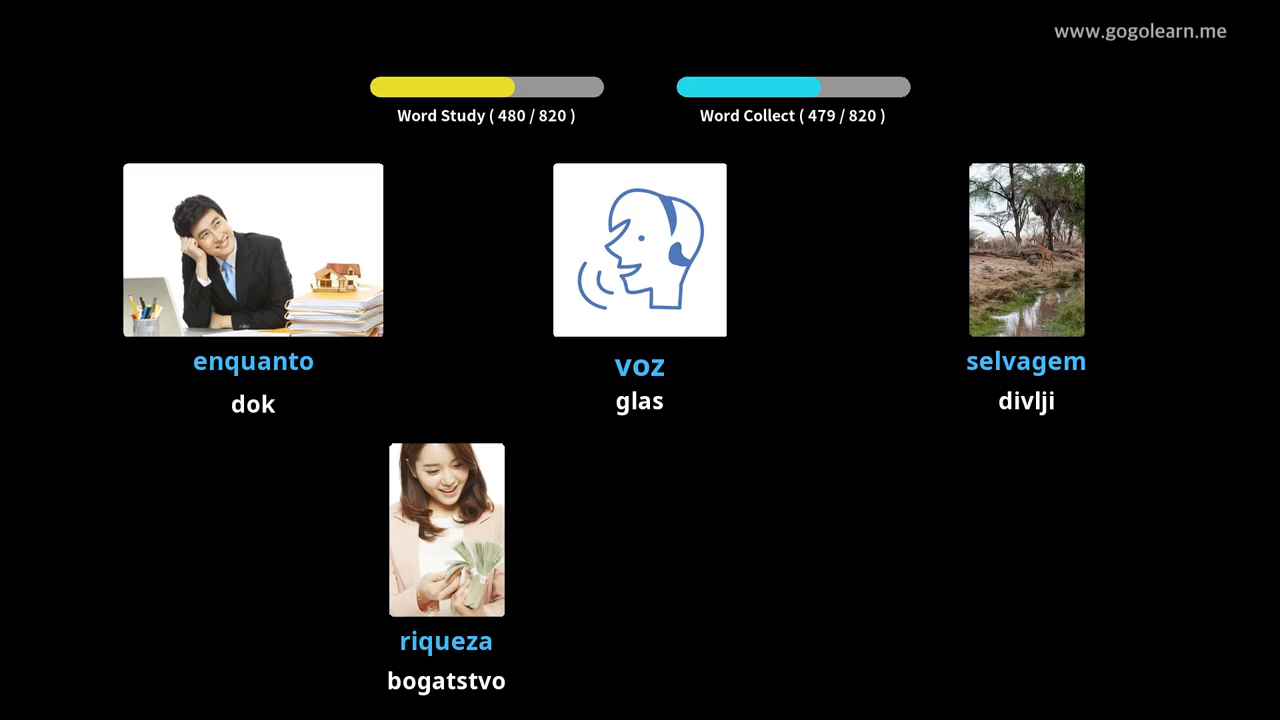 www.gogolearn.me
Word Study ( 480 / 820 )
Word Collect ( 479 / 820 )
enquanto
dok
voz
glas
selvagem
divlji
riqueza
bogatstvo